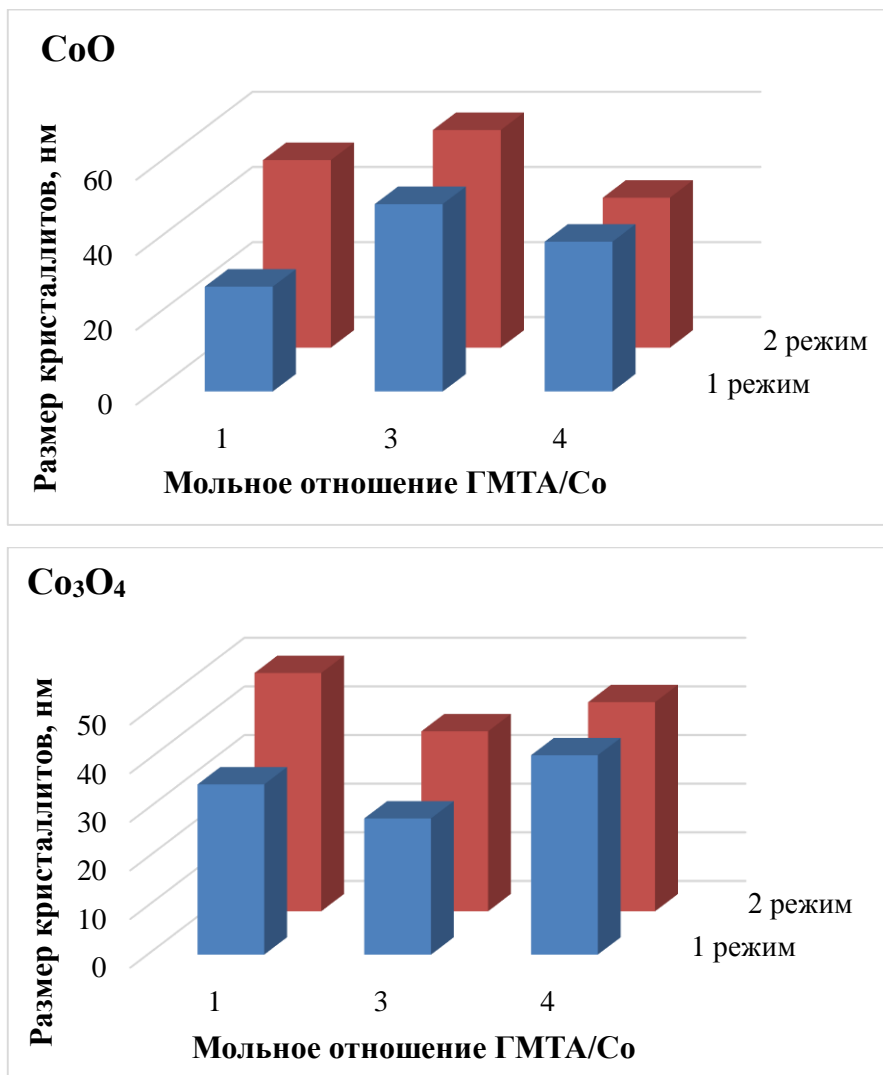 CoO
Размер кристаллитов, нм
60
40
20
0
2 режим
1 режим
1
3
4
Мольное отношение ГМТА/Co
Co₃O₄
Размер кристаллитов, нм
50
40
30
20
10
0
2 режим
1 режим
1
3
4
Мольное отношение ГМТА/Co